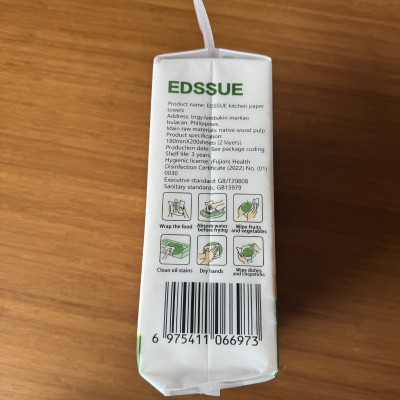 EDSSUE
Product name: EDSSUE kitchen paper
towels
Address: brgy.lambakin marilao
bulacan. Philippines
Main raw materials: native wood pulp
Product specification:
180mmX200sheets (2 layers)
Production date: See package coding
Shelf life: 3 years
Hygienic license: (Fujian) Health
Disinfection Certificate (2022) No. (01)
0030
Executive standard: GB/T20808
Sanitary standards: GB15979
Wrap the food
Absorb water
before frying
Wipe fruits
and vegetables
Clean oil stains
Dry hands
Wipe dishes
and chopsticks
6 975411 066973